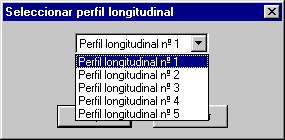 Seleccionar perfil longitudinal
Perfil longitudinal nº 1
Perfil longitudinal nº 1
Perfil longitudinal nº 2
Perfil longitudinal nº 3
Perfil longitudinal nº 4
Perfil longitudinal nº 5